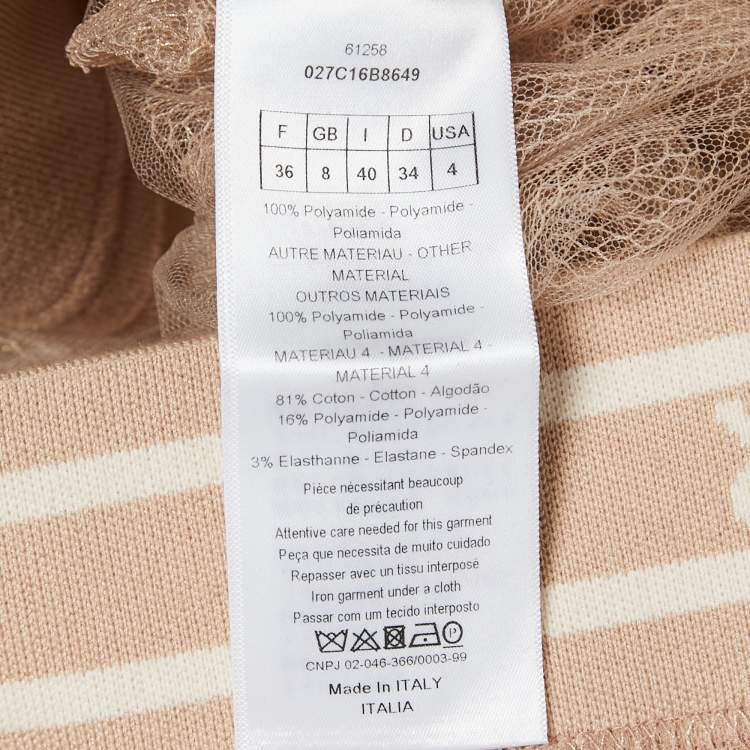 61258
027C16B8649
F GB I D USA
36 8 40 34 4
100% Polyamide - Polyamide -
Poliamida
AUTRE MATERIAU - OTHER
MATERIAL
OUTROS MATERIAIS
100% Polyamide - Polyamide -
Poliamida
MATERIAU 4 - MATERIAL 4 -
MATERIAL 4
81% Coton - Cotton - Algodão
16% Polyamide - Polyamide -
Poliamida
3% Elasthanne - Elastane - Spandex
Pièce nécessitant beaucoup
de précaution
Attentive care needed for this garment
Peça que necessita de muito cuidado
Repasser avec un tissu interposé
Iron garment under a cloth
Passar com um tecido interposto
P
CNPJ 02-046-366/0003-99
Made In ITALY
ITALIA